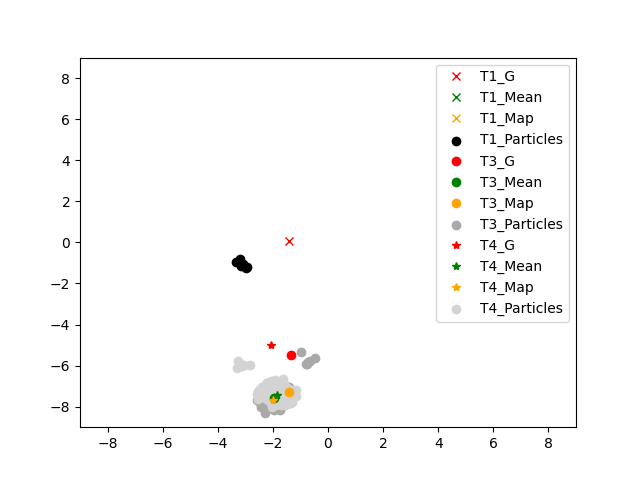 8
6
4
2
0
−2
−4
−6
−8
−8 −6 −4 −2 0 2 4 6 8
T1_G
T1_Mean
T1_Map
T1_Particles
T3_G
T3_Mean
T3_Map
T3_Particles
T4_G
T4_Mean
T4_Map
T4_Particles